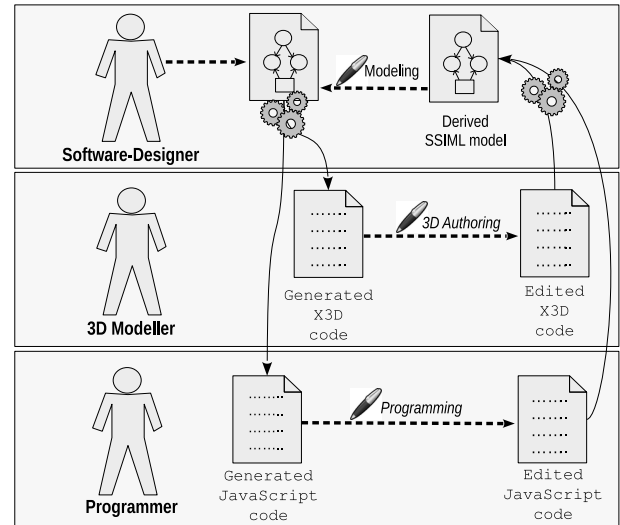 Modeling
Derived
SSIML model
Software-Designer
3D Authoring
Generated
X3D
code
Edited
X3D
code
3D Modeller
Programming
Generated
JavaScript
code
Edited
JavaScript
code
Programmer